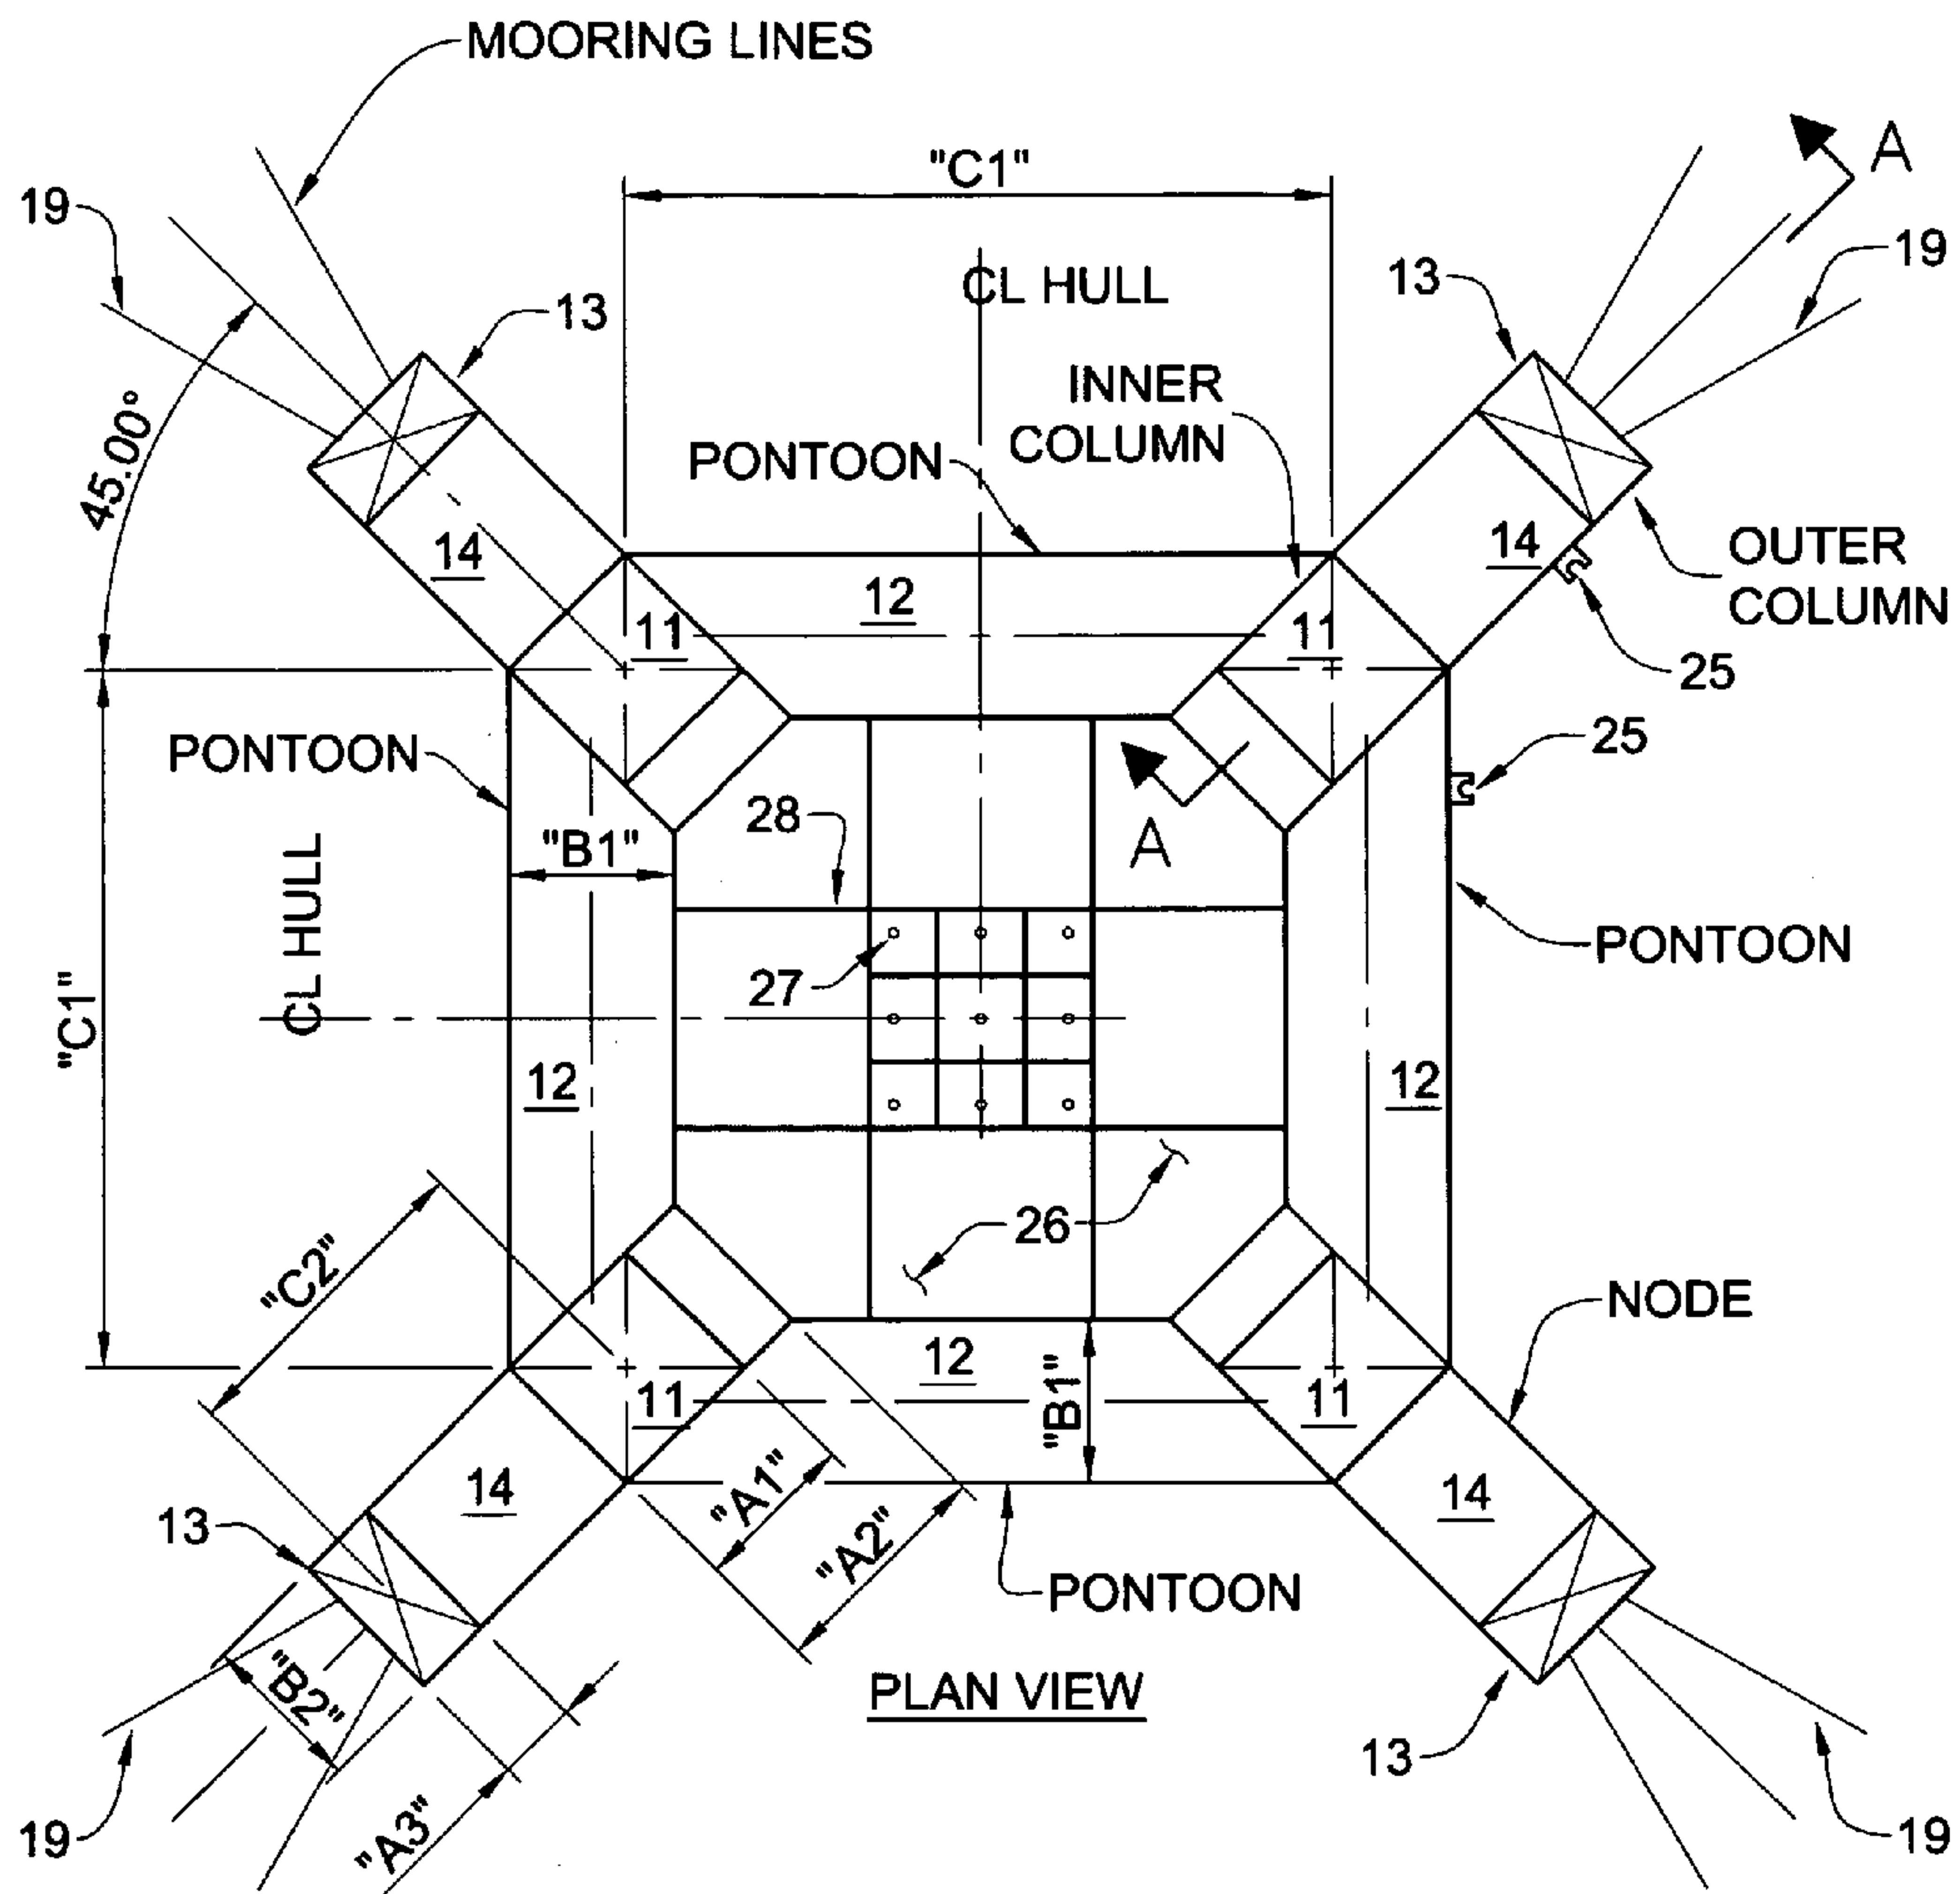 MOORING LINES
"C1"
A
19
19
CL HULL
13
13
INNER
COLUMN
PONTOON
45.00°
14
14
OUTER
COLUMN
12
11
11
25
25
PONTOON
28
"B1"
A
CL HULL
PONTOON
27
"C1"
12
12
26
"C2"
NODE
12
"B1"
11
11
14
"A1"
14
13
"A2"
PONTOON
"B2"
PLAN VIEW
13
19
"A3"
19